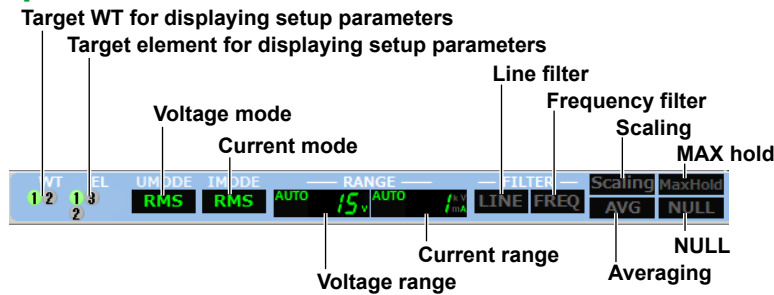 Target WT for displaying setup parameters
Target element for displaying setup parameters
Line filter
Frequency filter
Voltage mode
Scaling
Current mode
MAX hold
WT EL UMODE IMODE RANGE FILTER Scaling MaxHold
1 2 1 3 RMS RMS AUTO 15 V AUTO 1 kV mA LINE FREQ AVG NULL
2
Current range
NULL
Voltage range
Averaging